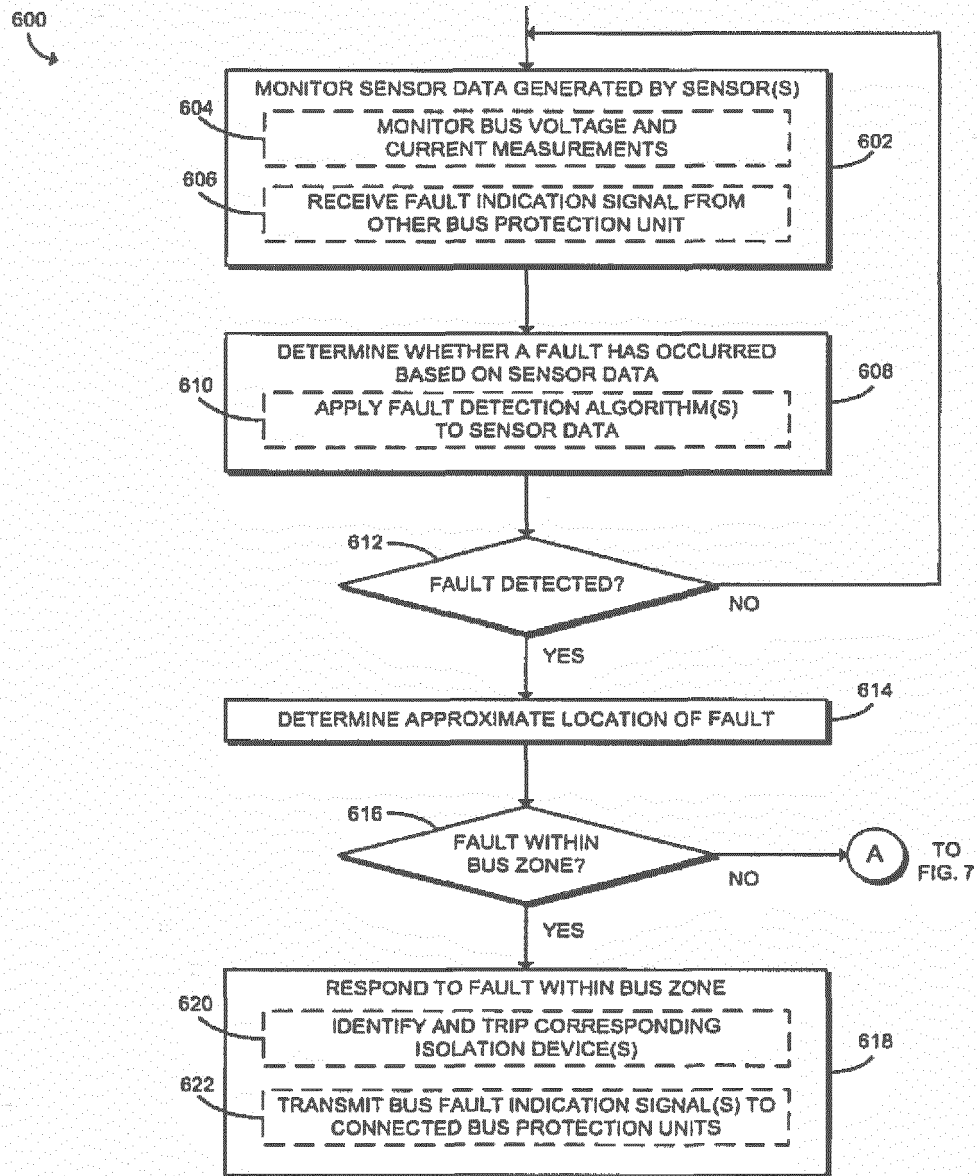 600
MONITOR SENSOR DATA GENERATED BY SENSOR(S)
604
MONITOR BUS VOLTAGE AND
CURRENT MEASUREMENTS
602
606
RECEIVE FAULT INDICATION SIGNAL FROM
OTHER BUS PROTECTION UNIT
DETERMINE WHETHER A FAULT HAS OCCURRED
BASED ON SENSOR DATA
608
610
APPLY FAULT DETECTION ALGORITHM(S)
TO SENSOR DATA
612
FAULT DETECTED?
NO
YES
614
DETERMINE APPROXIMATE LOCATION OF FAULT
616
FAULT WITHIN
BUS ZONE?
NO
A
TO
FIG. 7
YES
RESPOND TO FAULT WITHIN BUS ZONE
620
IDENTIFY AND TRIP CORRESPONDING
ISOLATION DEVICE(S)
618
622
TRANSMIT BUS FAULT INDICATION SIGNAL(S) TO
CONNECTED BUS PROTECTION UNITS